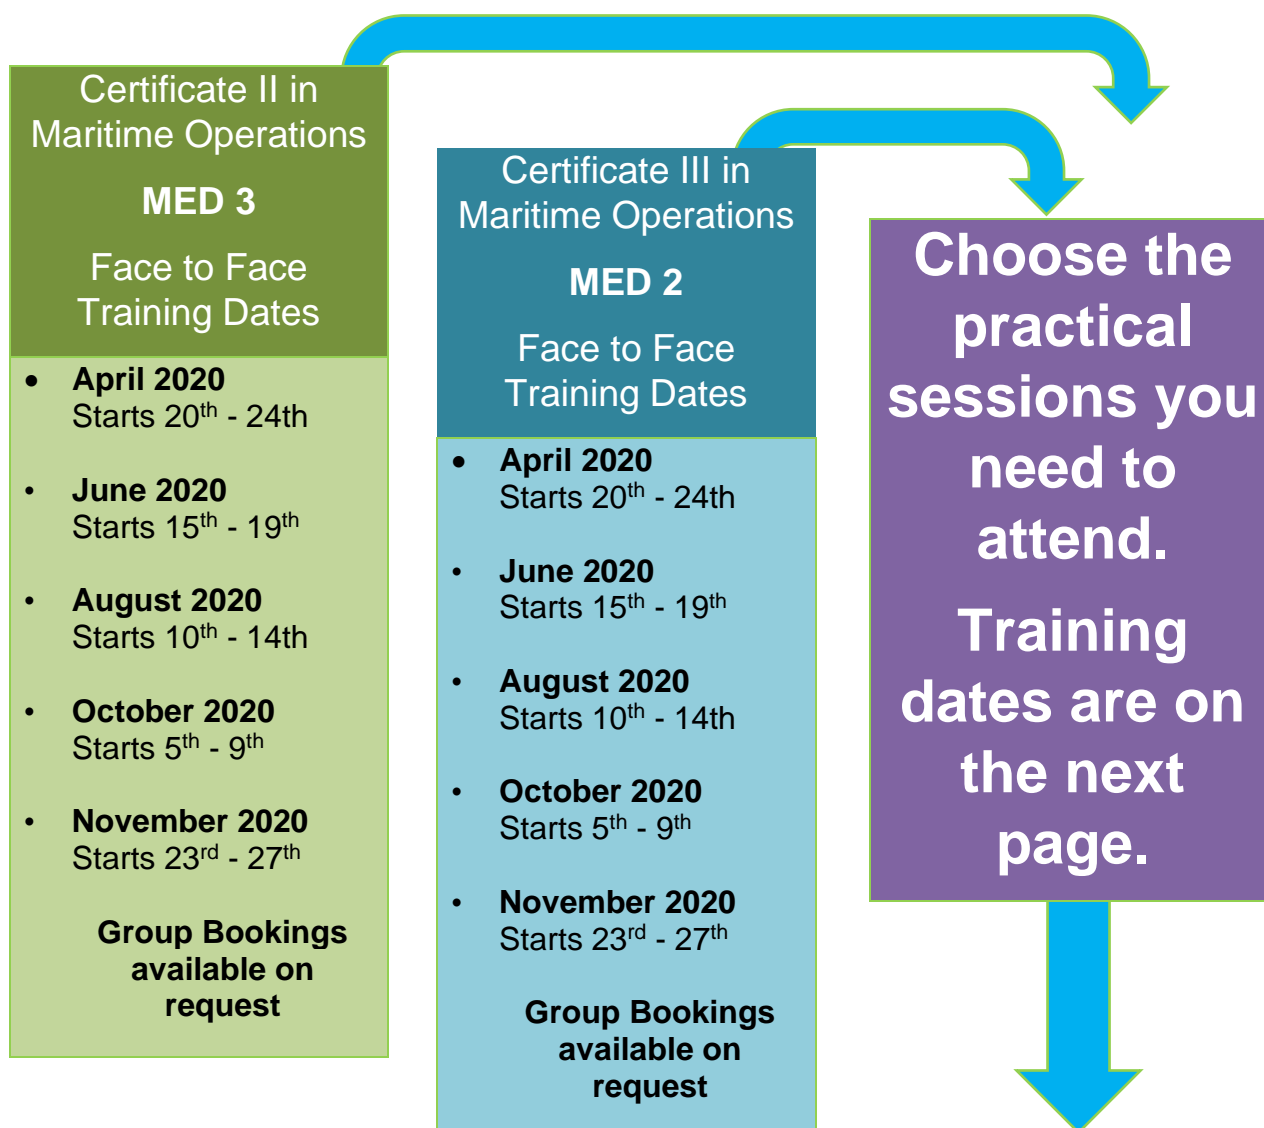 Certificate II in
Maritime Operations
MED 3
Face to Face
Training Dates
• April 2020
Starts 20th - 24th
• June 2020
Starts 15th - 19th
• August 2020
Starts 10th - 14th
• October 2020
Starts 5th - 9th
• November 2020
Starts 23rd - 27th
Group Bookings
available on
request
Certificate III in
Maritime Operations
MED 2
Face to Face
Training Dates
• April 2020
Starts 20th - 24th
• June 2020
Starts 15th - 19th
• August 2020
Starts 10th - 14th
• October 2020
Starts 5th - 9th
• November 2020
Starts 23rd - 27th
Group Bookings
available on
request
Choose the
practical
sessions you
need to
attend.
Training
dates are on
the next
page.